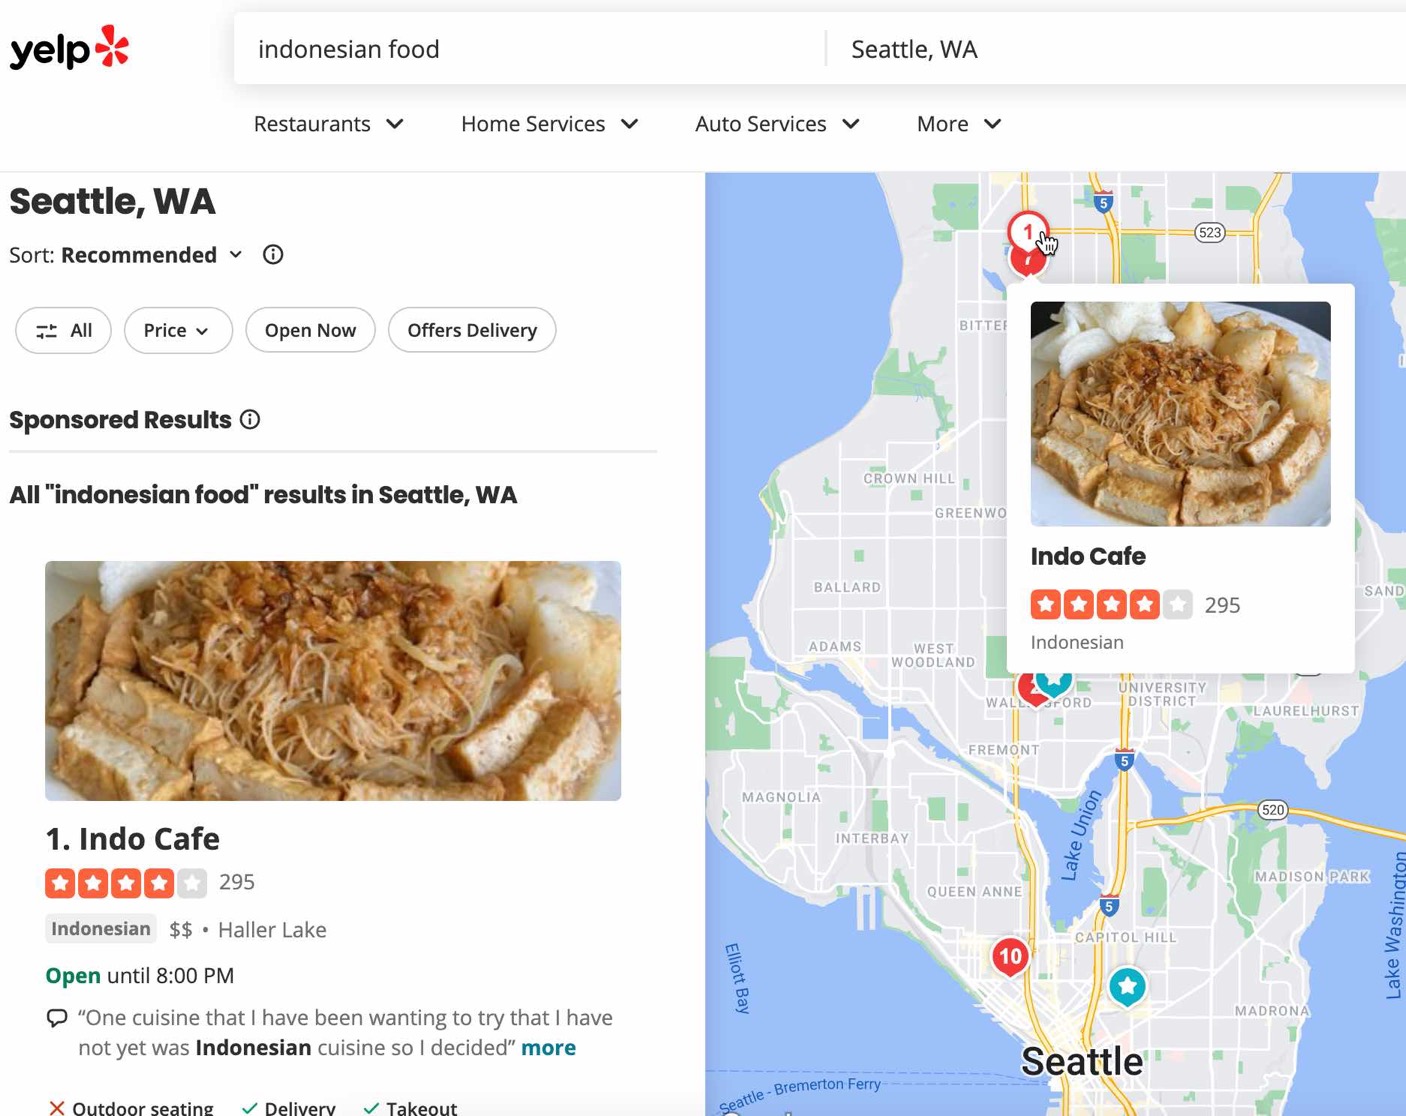 yelp
indonesian food
Seattle, WA
Restaurants
Home Services
Auto Services
More
Seattle, WA
Sort: Recommended
All
Price
Open Now
Offers Delivery
Sponsored Results
All "indonesian food" results in Seattle, WA
1. Indo Cafe
295
Indonesian
$$ • Haller Lake
Open until 8:00 PM
“One cuisine that I have been wanting to try that I have
not yet was Indonesian cuisine so I decided” more
Outdoor seating
Delivery
Takeout
5
1
7
523
BITTER
CROWN HILL
GREENWO
Indo Cafe
295
Indonesian
BALLARD
SAND
ADAMS
WEST
WOODLAND
UNIVERSITY
DISTRICT
LAURELHURST
FREMONT
5
MAGNOLIA
520
INTERBAY
Lake Union
MADISON PARK
QUEEN ANNE
5
CAPITOL HILL
Lake Washington
10
Elliott Bay
MADRONA
Seattle
Seattle - Bremerton Ferry